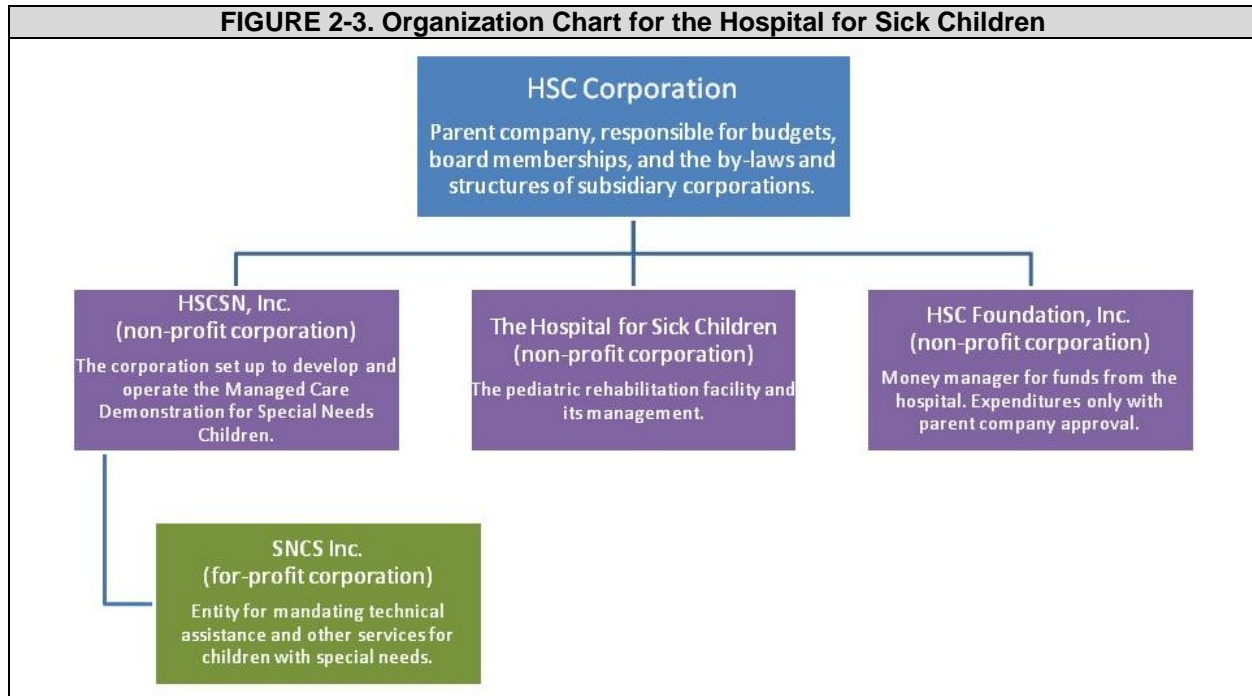 FIGURE 2-3. Organization Chart for the Hospital for Sick Children
HSC Corporation
Parent company, responsible for budgets,
board memberships, and the by-laws and
structures of subsidiary corporations.
HSCSN, Inc.
(non-profit corporation)
The corporation set up to develop and
operate the Managed Care
Demonstration for Special Needs
Children.
The Hospital for Sick Children
(non-profit corporation)
The pediatric rehabilitation facility and
its management.
HSC Foundation, Inc.
(non-profit corporation)
Money manager for funds from the
hospital. Expenditures only with
parent company approval.
SNCS Inc.
(for-profit corporation)
Entity for mandating technical
assistance and other services for
children with special needs.